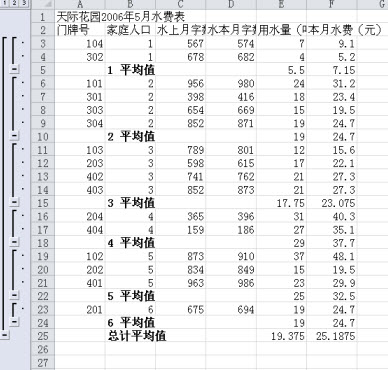 1 2 3 A B C D E F G
1 天际花园2006年5月水费表
2 门牌号 家庭人口 水上月字 水本月字 用水量 本月水费（元）
3 104 1 567 574 7 9.1
4 302 1 678 682 4 5.2
5 1 平均值 5.5 7.15
6 101 2 956 980 24 31.2
7 301 2 398 416 18 23.4
8 303 2 654 669 15 19.5
9 304 2 852 871 19 24.7
10 2 平均值 19 24.7
11 103 3 789 801 12 15.6
12 203 3 598 615 17 22.1
13 402 3 741 762 21 27.3
14 403 3 852 873 21 27.3
15 3 平均值 17.75 23.075
16 204 4 365 396 31 40.3
17 404 4 159 186 27 35.1
18 4 平均值 29 37.7
19 102 5 873 910 37 48.1
20 202 5 834 849 15 19.5
21 401 5 963 986 23 29.9
22 5 平均值 25 32.5
23 201 6 675 694 19 24.7
24 6 平均值 19 24.7
25 总计平均值 19.375 25.1875
26
27